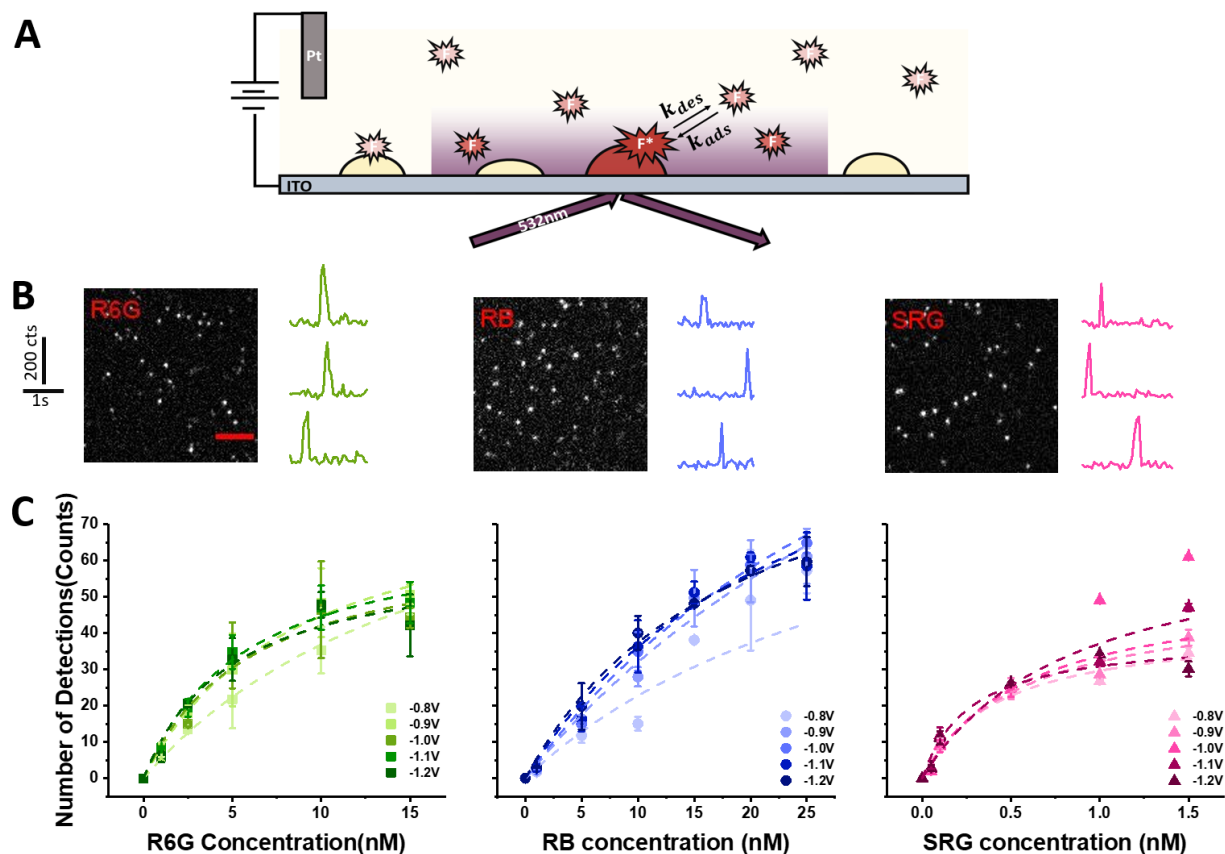 A
Pt
F
F
F
F
F
F
F
F
F*
k_des
k_ads
ITO
532nm
B
200 cts
1s
R6G
RB
SRG
C
Number of Detections(Counts)
70
60
50
40
30
20
10
0
0
5
10
15
R6G Concentration(nM)
-0.8V
-0.9V
-1.0V
-1.1V
-1.2V
0
5
10
15
20
25
RB concentration (nM)
-0.8V
-0.9V
-1.0V
-1.1V
-1.2V
0.0
0.5
1.0
1.5
SRG concentration (nM)
-0.8V
-0.9V
-1.0V
-1.1V
-1.2V